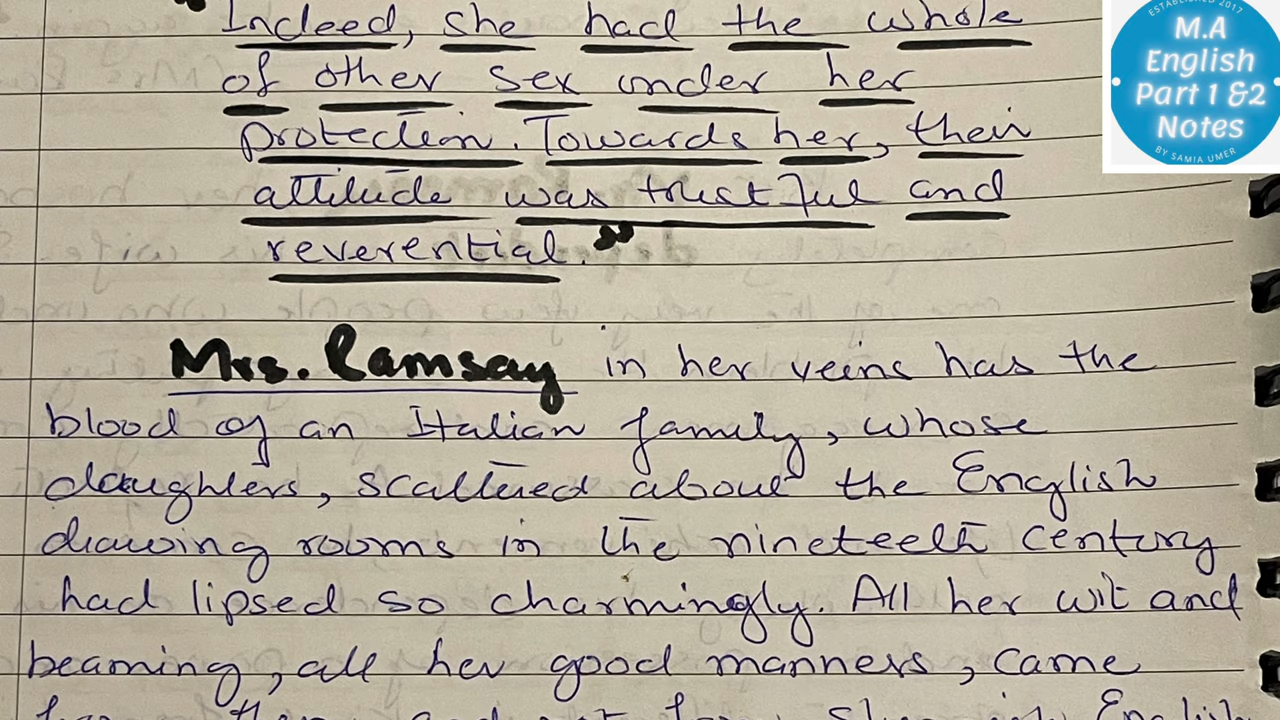 "Indeed, she had the whole
of other sex under her
protection. Towards her, their
attitude was trustful and
reverential."
Mrs. Ramsay in her veins has the
blood of an Italian family, whose
daughters, scattered about the English
drawing rooms in the nineteeth century
had lipsed so charmingly. All her wit and
beaming, all her good manners, came
English
ESTABLISHED 2017
M.A
English
Part 1 &2
Notes
BY SAMIA UMER